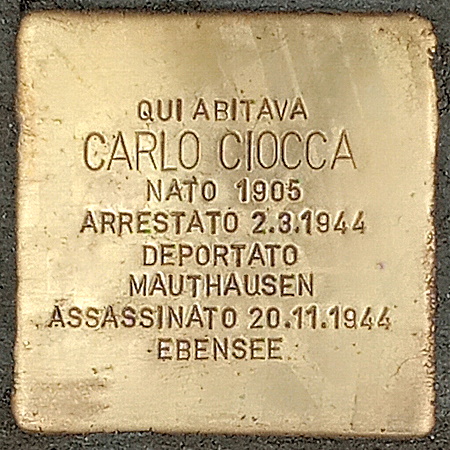 QUI ABITAVA
CARLO CIOCCA
NATO 1905
ARRESTATO 2.3.1944
DEPORTATO
MAUTHAUSEN
ASSASSINATO 20.11.1944
EBENSEE